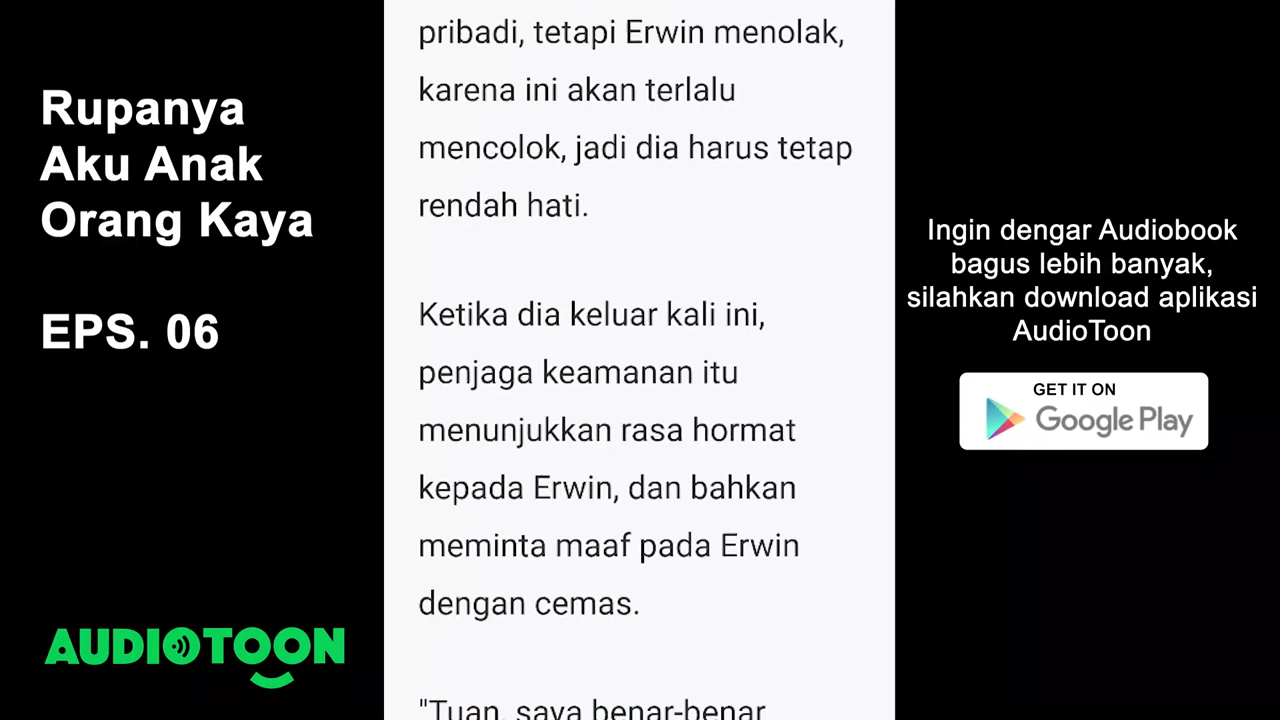 Rupanya
Aku Anak
Orang Kaya
EPS. 06
AUDIOTOON
pribadi, tetapi Erwin menolak,
karena ini akan terlalu
mencolok, jadi dia harus tetap
rendah hati.
Ketika dia keluar kali ini,
penjaga keamanan itu
menunjukkan rasa hormat
kepada Erwin, dan bahkan
meminta maaf pada Erwin
dengan cemas.
"Tuan, saya benar-benar
Ingin dengar Audiobook
bagus lebih banyak,
silahkan download aplikasi
AudioToon
GET IT ON
Google Play